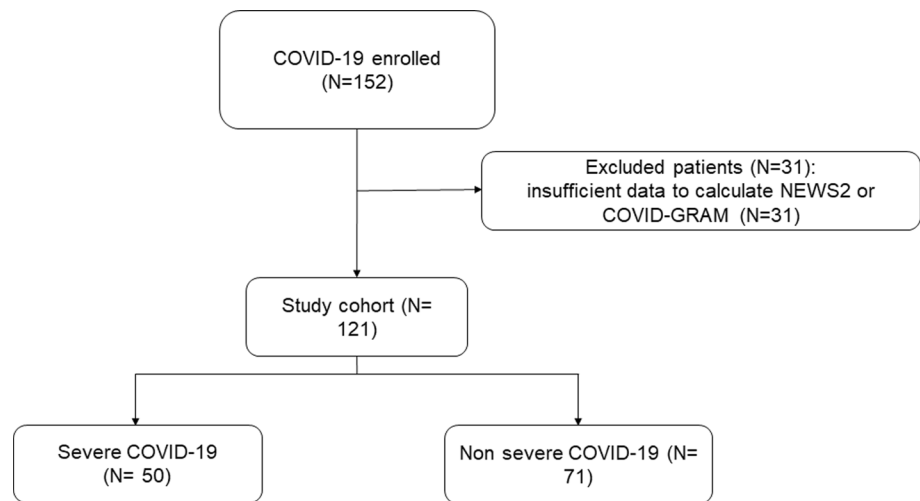 COVID-19 enrolled
(N=152)
Excluded patients (N=31):
insufficient data to calculate NEWS2 or
COVID-GRAM (N=31)
Study cohort (N=
121)
Severe COVID-19
(N= 50)
Non severe COVID-19 (N=
71)